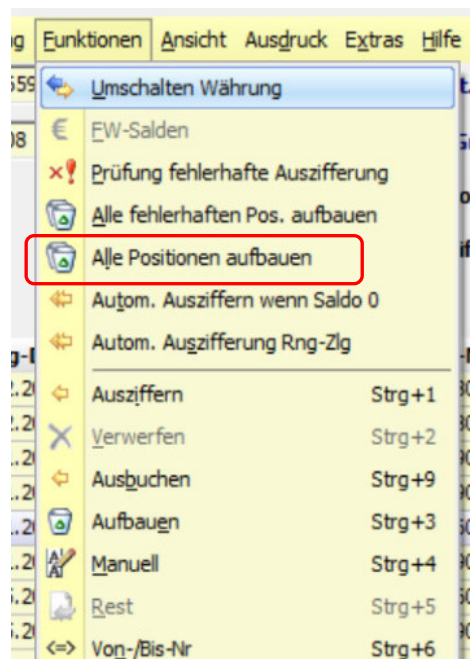 g Funktionen Ansicht Ausdruck Extras Hilfe
Umschalten Währung
€ FW-Salden
Prüfung fehlerhafte Auszifferung
Alle fehlerhaften Pos. aufbauen
Alle Positionen aufbauen
Autom. Ausziffern wenn Saldo 0
Autom. Auszifferung Rng-Zlg
Ausziffern Strg+1
Verwerfen Strg+2
Ausbuchen Strg+9
Aufbauen Strg+3
Manuell Strg+4
Rest Strg+5
<=> Von-/Bis-Nr Strg+6